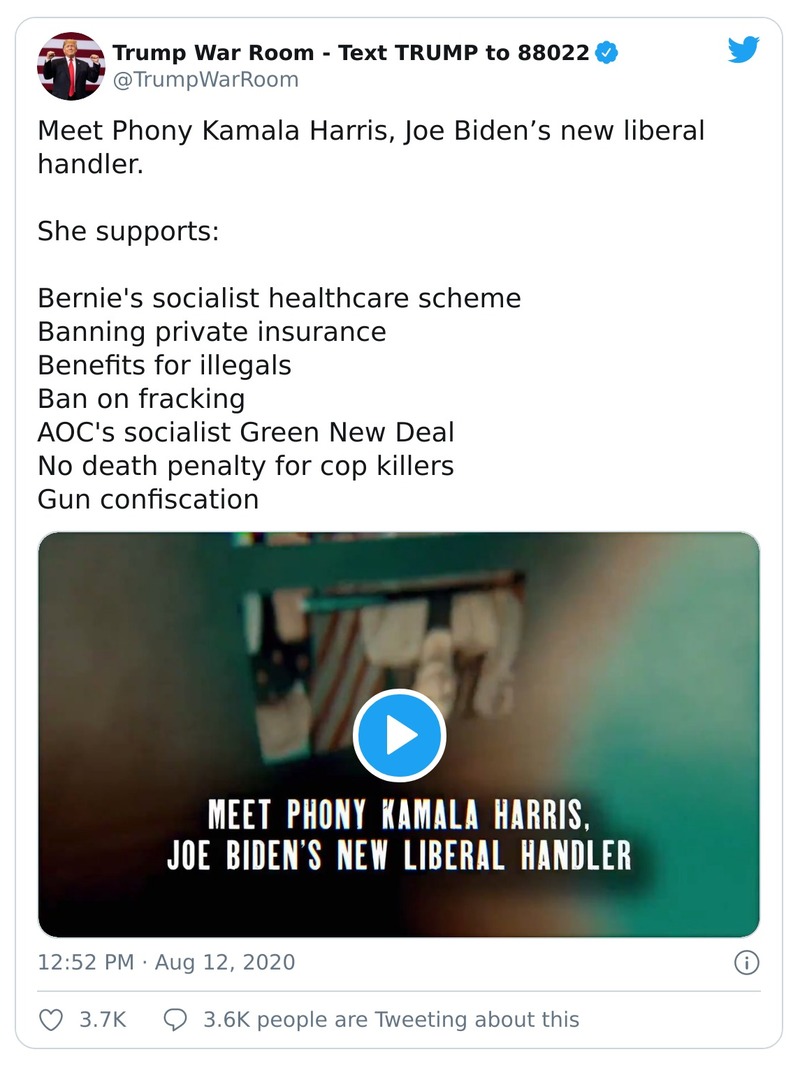 Trump War Room - Text TRUMP to 88022
@TrumpWarRoom
Meet Phony Kamala Harris, Joe Biden’s new liberal
handler.
She supports:
Bernie's socialist healthcare scheme
Banning private insurance
Benefits for illegals
Ban on fracking
AOC's socialist Green New Deal
No death penalty for cop killers
Gun confiscation
MEET PHONY KAMALA HARRIS,
JOE BIDEN'S NEW LIBERAL HANDLER
12:52 PM · Aug 12, 2020
3.7K 3.6K people are Tweeting about this